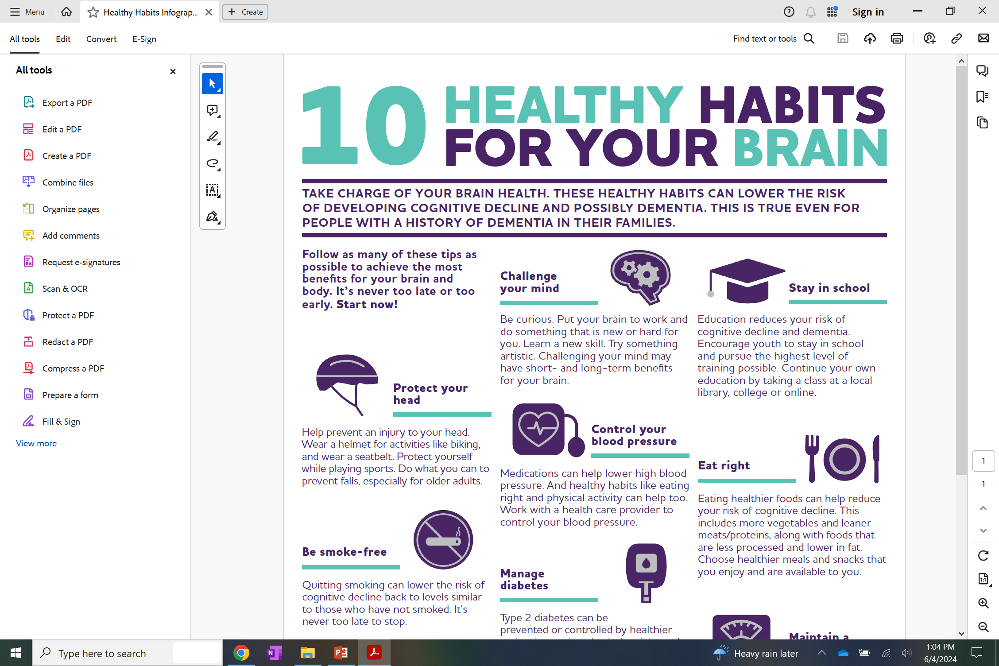 Menu
Healthy Habits Infograp...
Create
Sign in
All tools
Edit
Convert
E-Sign
Find text or tools
All tools
Export a PDF
Edit a PDF
Create a PDF
Combine files
Organize pages
Add comments
Request e-signatures
Scan & OCR
Protect a PDF
Redact a PDF
Compress a PDF
Prepare a form
Fill & Sign
View more
10 HEALTHY HABITS
FOR YOUR BRAIN
TAKE CHARGE OF YOUR BRAIN HEALTH. THESE HEALTHY HABITS CAN LOWER THE RISK
OF DEVELOPING COGNITIVE DECLINE AND POSSIBLY DEMENTIA. THIS IS TRUE EVEN FOR
PEOPLE WITH A HISTORY OF DEMENTIA IN THEIR FAMILIES.
Follow as many of these tips as
possible to achieve the most
benefits for your brain and
body. It's never too late or too
early. Start now!
Protect your
head
Help prevent an injury to your head.
Wear a helmet for activities like biking,
and wear a seatbelt. Protect yourself
while playing sports. Do what you can to
prevent falls, especially for older adults.
Be smoke-free
Quitting smoking can lower the risk of
cognitive decline back to levels similar
to those who have not smoked. It's
never too late to stop.
Challenge
your mind
Be curious. Put your brain to work and
do something that is new or hard for
you. Learn a new skill. Try something
artistic. Challenging your mind may
have short- and long-term benefits
for your brain.
Control your
blood pressure
Medications can help lower high blood
pressure. And healthy habits like eating
right and physical activity can help too.
Work with a health care provider to
control your blood pressure.
Manage
diabetes
Type 2 diabetes can be
prevented or controlled by healthier
Stay in school
Education reduces your risk of
cognitive decline and dementia.
Encourage youth to stay in school
and pursue the highest level of
training possible. Continue your own
education by taking a class at a local
library, college or online.
Eat right
Eating healthier foods can help reduce
your risk of cognitive decline. This
includes more vegetables and leaner
meats/proteins, along with foods that
are less processed and lower in fat.
Choose healthier meals and snacks that
you enjoy and are available to you.
Maintain a
1
1
1:1
Type here to search
Heavy rain later
1:04 PM
6/4/2024